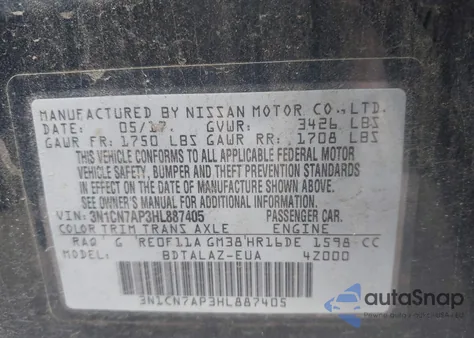 MANUFACTURED BY NISSAN MOTOR CO., LTD.
DATE: 05/17 GVWR: 3426 LBS
GAWR FR: 1750 LBS GAWR RR: 1708 LBS
THIS VEHICLE CONFORMS TO ALL APPLICABLE FEDERAL MOTOR
VEHICLE SAFETY, BUMPER AND THEFT PREVENTION STANDARDS
IN EFFECT ON THE DATE OF MANUFACTURE SHOWN ABOVE.
SEE OWNER'S MANUAL FOR ADDITIONAL INFORMATION.
VIN: 3N1CN7AP3HL887405 PASSENGER CAR.
COLOR TRIM TRANS AXLE ENGINE
RAQ G RE0F11A GM38 HR16DE 1598-CC
MODEL: BDTALAZ-EUA 4Z000
3N1CN7AP3HL887405
autoSnap